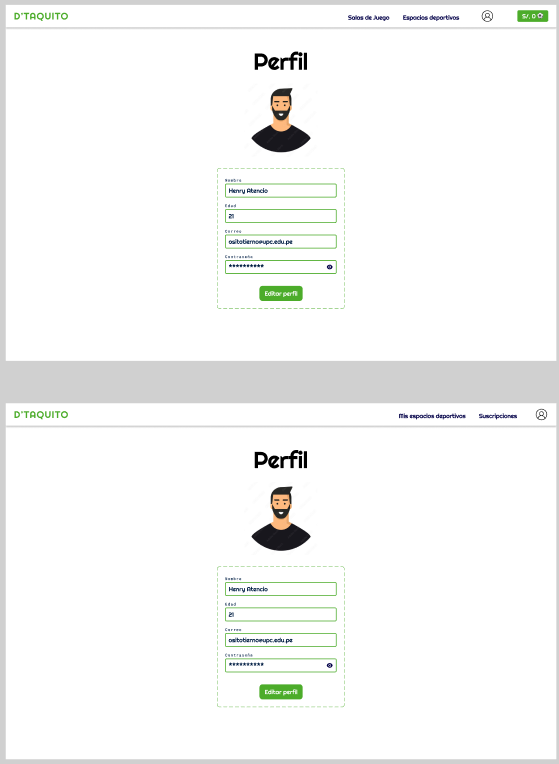 D'TAQUITO
Salas de Juego Espacios deportivos S/. 0
Perfil
Nombre
Henry Atencio
Edad
21
Correo
ositotierno@upc.edu.pe
Contraseña
**********
Editar perfil
D'TAQUITO
Mis espacios deportivos Suscripciones
Perfil
Nombre
Henry Atencio
Edad
21
Correo
ositotierno@upc.edu.pe
Contraseña
**********
Editar perfil